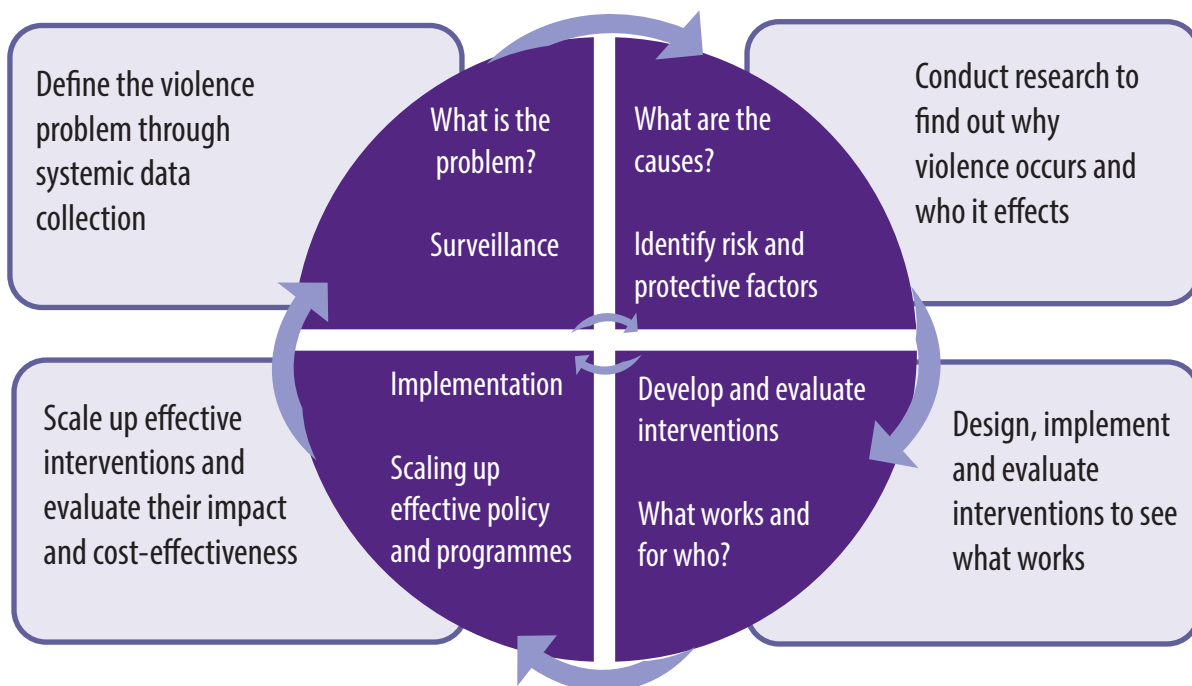 Define the violence
problem through
systemic data
collection
What is the
problem?
Surveillance
What are the
causes?
Identify risk and
protective factors
Conduct research to
find out why
violence occurs and
who it effects
Scale up effective
interventions and
evaluate their impact
and cost-effectiveness
Implementation
Scaling up
effective policy
and programmes
Develop and evaluate
interventions
What works and
for who?
Design, implement
and evaluate
interventions to see
what works